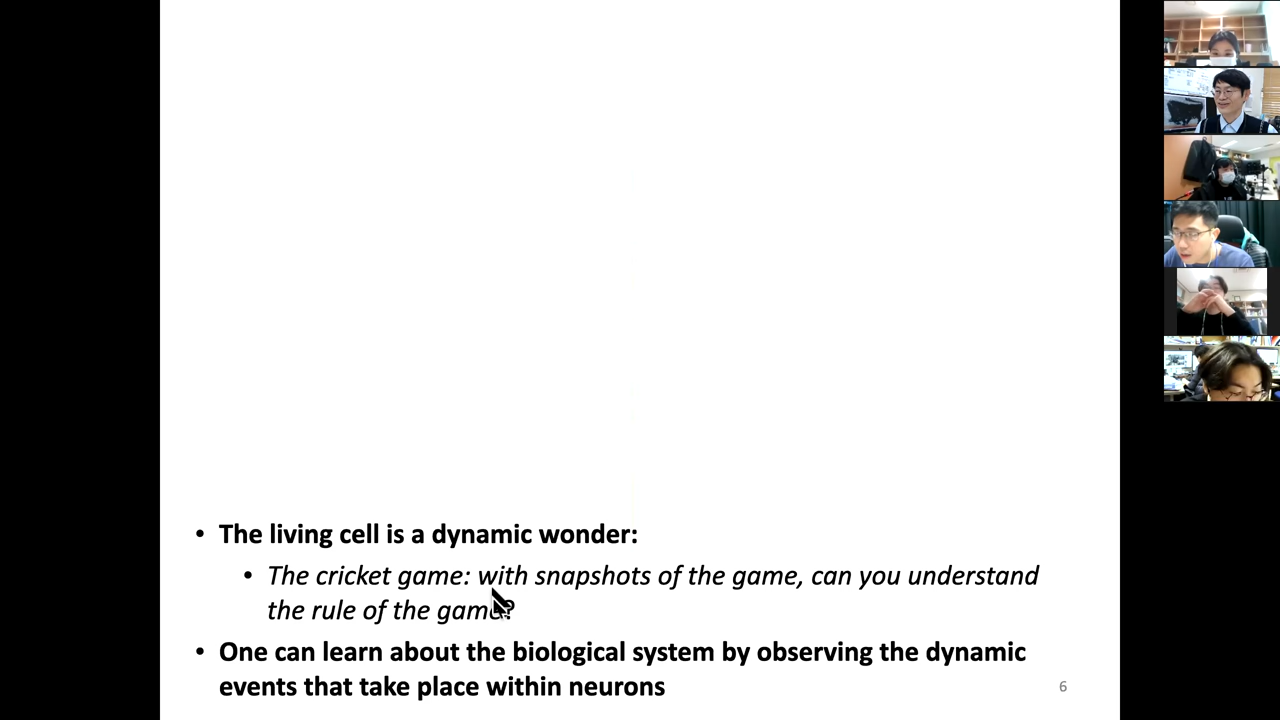 • The living cell is a dynamic wonder:
• The cricket game: with snapshots of the game, can you understand
the rule of the game?
• One can learn about the biological system by observing the dynamic
events that take place within neurons
6